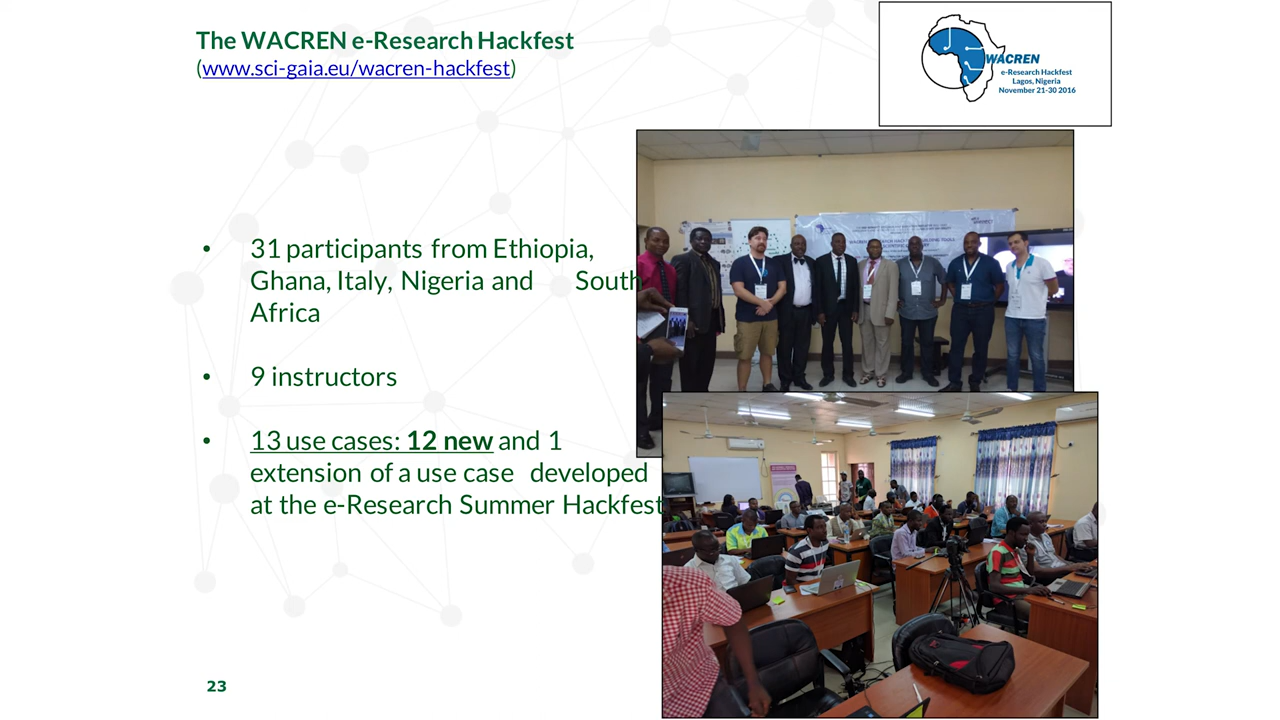 The WACREN e-Research Hackfest
(www.sci-gaia.eu/wacren-hackfest)
WACREN
e-Research Hackfest
Lagos, Nigeria
November 21-30 2016
• 31 participants from Ethiopia,
Ghana, Italy, Nigeria and South
Africa
• 9 instructors
• 13 use cases: 12 new and 1
extension of a use case developed
at the e-Research Summer Hackfest
23